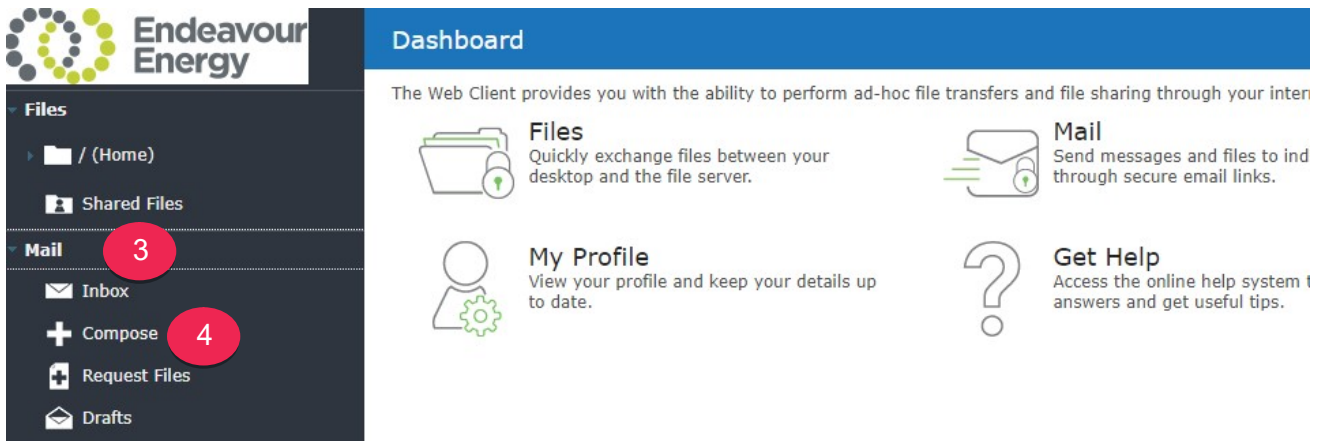 Endeavour
Energy
Files
/ (Home)
Shared Files
Mail
3
Inbox
Compose
4
Request Files
Drafts
Dashboard
The Web Client provides you with the ability to perform ad-hoc file transfers and file sharing through your
Files
Quickly exchange files between your
desktop and the file server.
Mail
Send messages and files to
through secure email links.
My Profile
View your profile and keep your details up
to date.
Get Help
Access the online help system
answers and get useful tips.